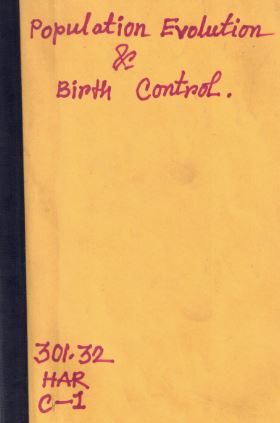 Population Evolution
&
Birth Control.
301.32
HAR
C-1